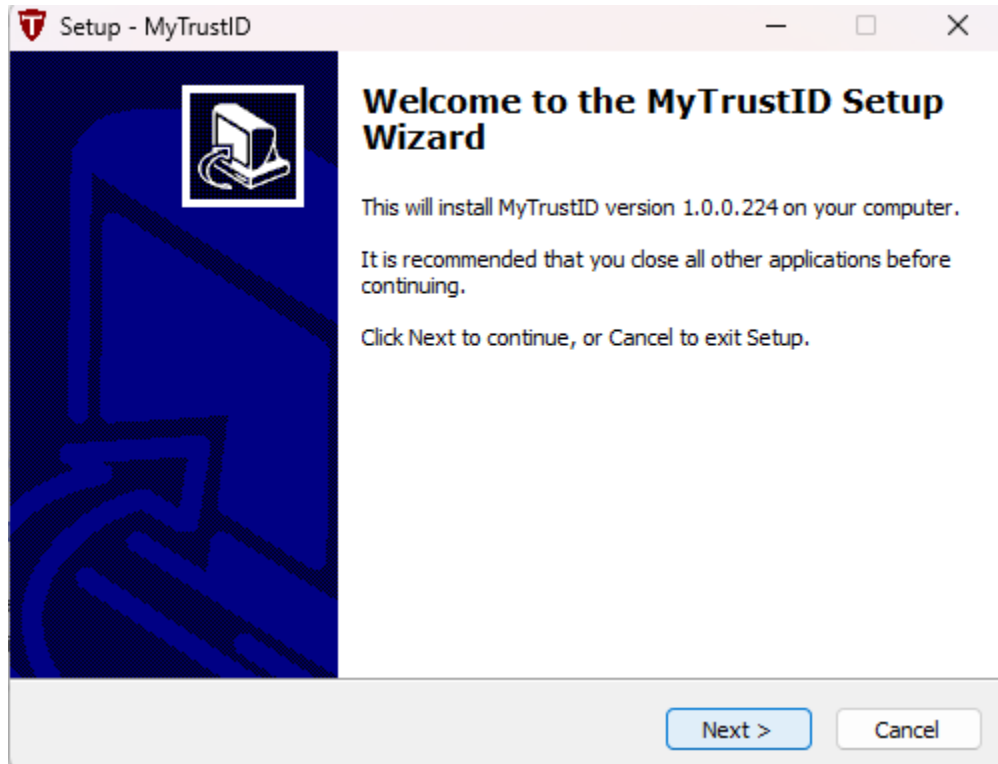 Setup - MyTrustID
Welcome to the MyTrustID Setup
Wizard
This will install MyTrustID version 1.0.0.224 on your computer.
It is recommended that you close all other applications before
continuing.
Click Next to continue, or Cancel to exit Setup.
Next >
Cancel